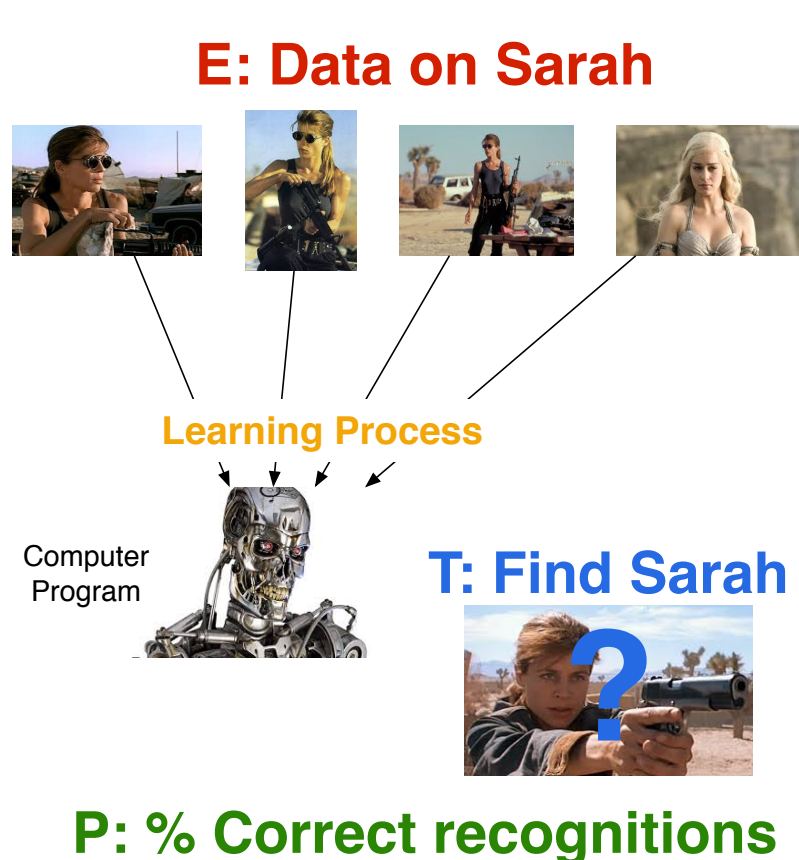 E: Data on Sarah
Learning Process
Computer
Program
T: Find Sarah
?
P: % Correct recognitions